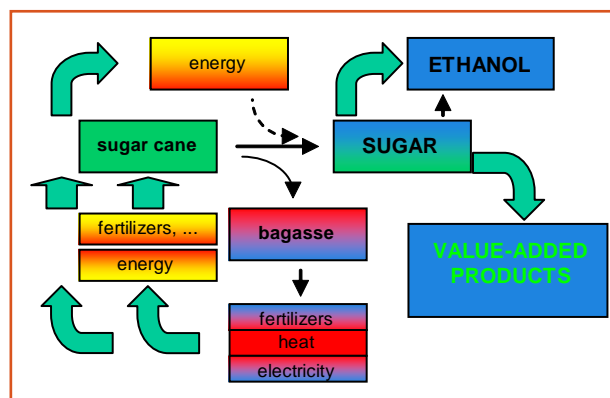 energy
ETHANOL
sugar cane
SUGAR
fertilizers, ...
energy
bagasse
VALUE-ADDED
PRODUCTS
fertilizers
heat
electricity